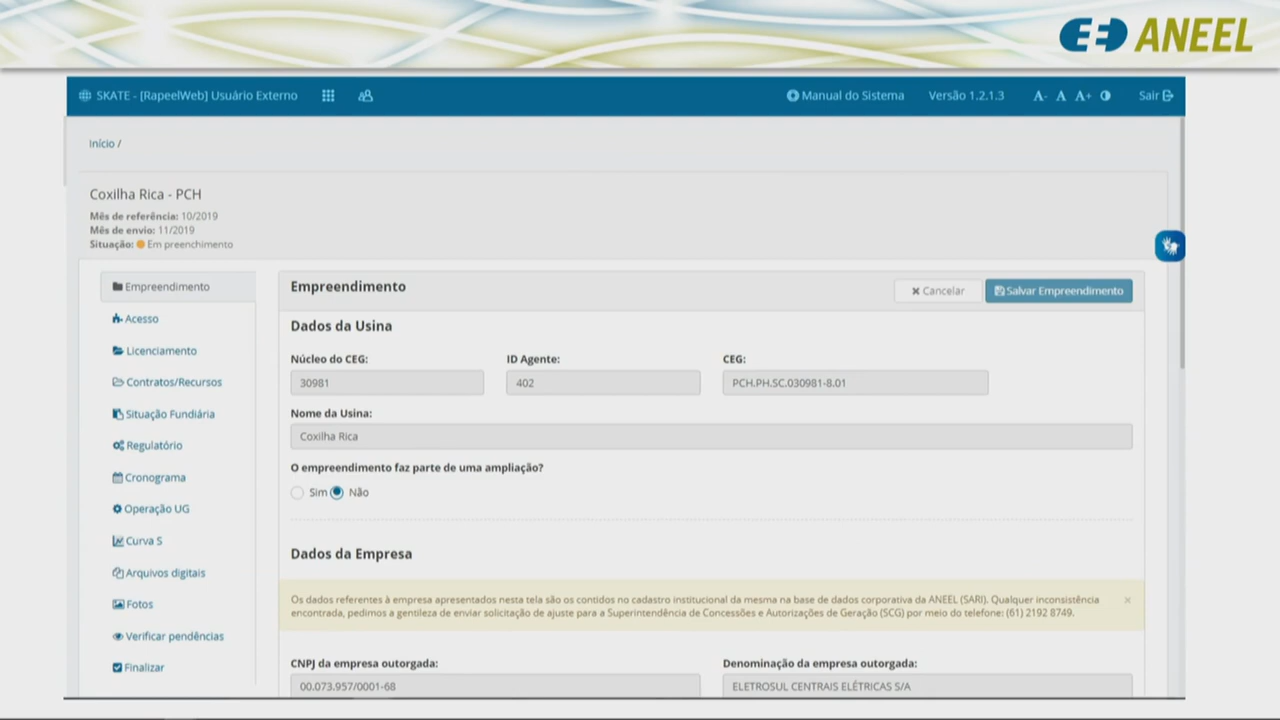 ANEEL
SKATE - [RapeelWeb] Usuário Externo
Manual do Sistema
Versão 1.2.1.3
A- A A+
Sair
Início /
Coxilha Rica - PCH
Mês de referência: 10/2019
Mês de envio: 11/2019
Situação: Em preenchimento
Empreendimento
Acesso
Licenciamento
Contratos/Recursos
Situação Fundiária
Regulatório
Cronograma
Operação UG
Curva S
Arquivos digitais
Fotos
Verificar pendências
Finalizar
Empreendimento
Cancelar
Salvar Empreendimento
Dados da Usina
Núcleo do CEG:
30981
ID Agente:
402
CEG:
PCH.PH.SC.030981-8.01
Nome da Usina:
Coxilha Rica
O empreendimento faz parte de uma ampliação?
Sim Não
Dados da Empresa
Os dados referentes à empresa apresentados nesta tela são os contidos no cadastro institucional da mesma na base de dados corporativa da ANEEL (SARI). Qualquer inconsistência
encontrada, pedimos a gentileza de enviar solicitação de ajuste para a Superintendência de Concessões e Autorizações de Geração (SCG) por meio do telefone: (61) 2192 8749.
CNPJ da empresa outorgada:
00.073.957/0001-68
Denominação da empresa outorgada:
ELETROSUL CENTRAIS ELÉTRICAS S/A